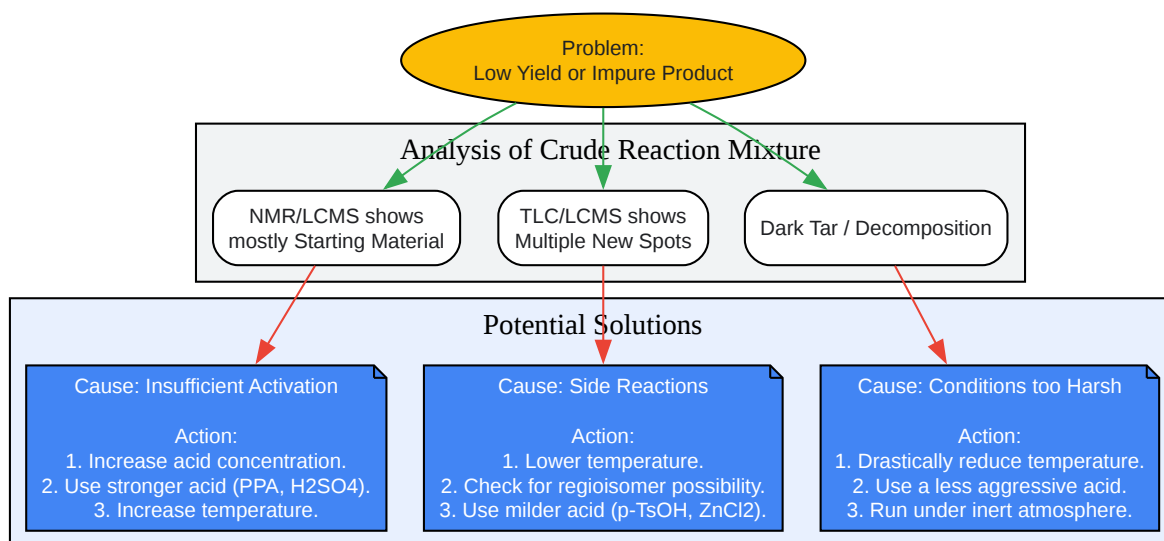 Problem:
Low Yield or Impure Product
Analysis of Crude Reaction Mixture
NMR/LCMS shows
mostly Starting Material
TLC/LCMS shows
Multiple New Spots
Dark Tar / Decomposition
Potential Solutions
Cause: Insufficient Activation
Action:
1. Increase acid concentration.
2. Use stronger acid (PPA, H2SO4).
3. Increase temperature.
Cause: Side Reactions
Action:
1. Lower temperature.
2. Check for regioisomer possibility.
3. Use milder acid (p-TsOH, ZnCl2).
Cause: Conditions too Harsh
Action:
1. Drastically reduce temperature.
2. Use a less aggressive acid.
3. Run under inert atmosphere.